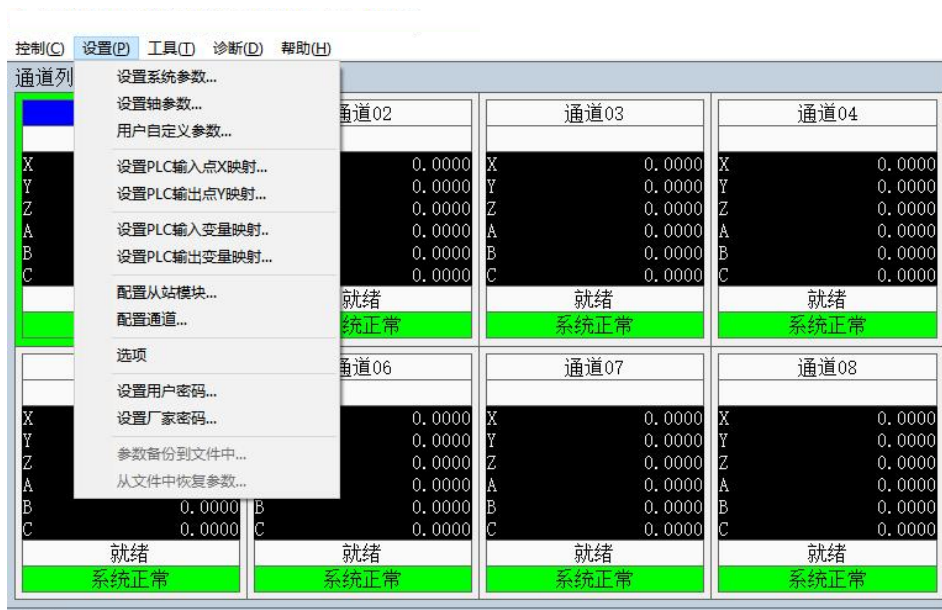 控制(C) 设置(P) 工具(T) 诊断(D) 帮助(H)
通道列
设置系统参数...
设置轴参数...
用户自定义参数...
设置PLC输入点X映射...
设置PLC输出点Y映射...
设置PLC输入变量映射..
设置PLC输出变量映射...
配置从站模块...
配置通道...
选项
设置用户密码...
设置厂家密码...
参数备份到文件中...
从文件中恢复参数...
通道02 通道03 通道04
X 0.0000 X 0.0000 X 0.0000
Y 0.0000 Y 0.0000 Y 0.0000
Z 0.0000 Z 0.0000 Z 0.0000
A 0.0000 A 0.0000 A 0.0000
B 0.0000 B 0.0000 B 0.0000
C 0.0000 C 0.0000 C 0.0000
就绪 就绪 就绪
系统正常 系统正常 系统正常
通道06 通道07 通道08
X 0.0000 X 0.0000 X 0.0000
Y 0.0000 Y 0.0000 Y 0.0000
Z 0.0000 Z 0.0000 Z 0.0000
A 0.0000 A 0.0000 A 0.0000
B 0.0000 B 0.0000 B 0.0000 B 0.0000
C 0.0000 C 0.0000 C 0.0000 C 0.0000
就绪 就绪 就绪 就绪
系统正常 系统正常 系统正常 系统正常